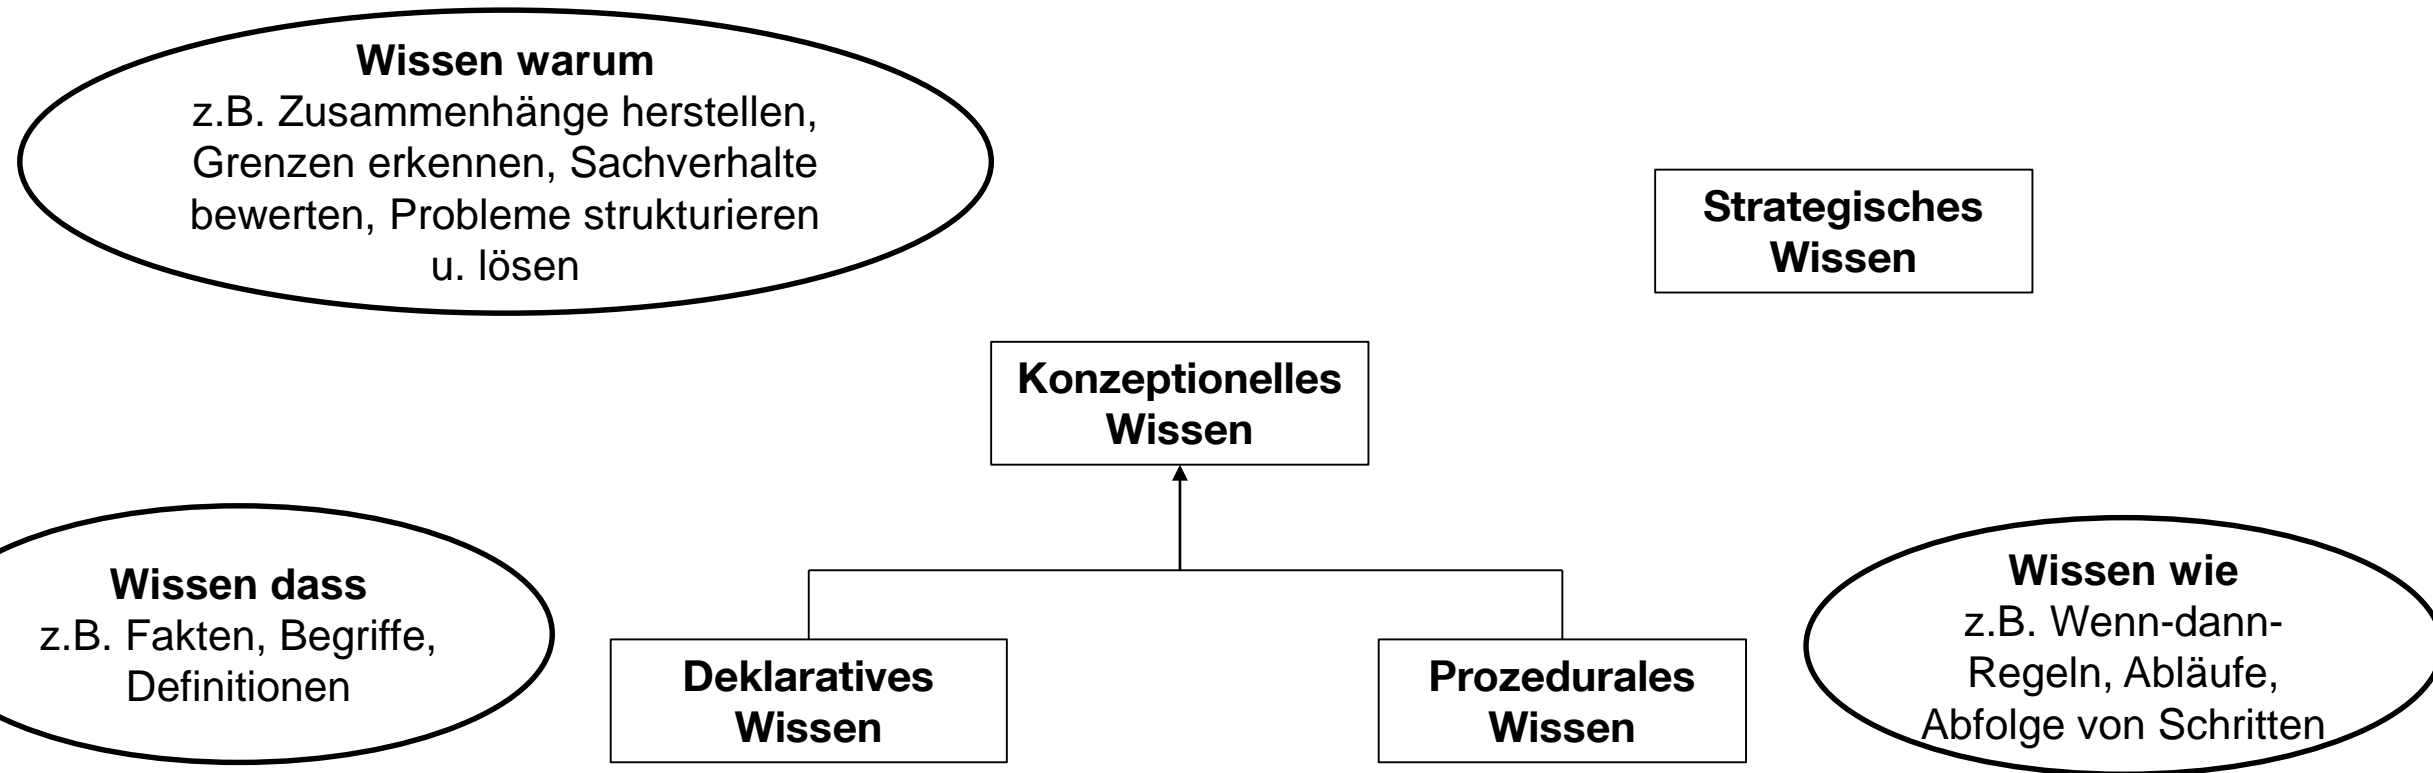 Wissen warum
z.B. Zusammenhänge herstellen,
Grenzen erkennen, Sachverhalte
bewerten, Probleme strukturieren
u. lösen
Strategisches
Wissen
Konzeptionelles
Wissen
Wissen dass
z.B. Fakten, Begriffe,
Definitionen
Deklaratives
Wissen
Prozedurales
Wissen
Wissen wie
z.B. Wenn-dann-
Regeln, Abläufe,
Abfolge von Schritten